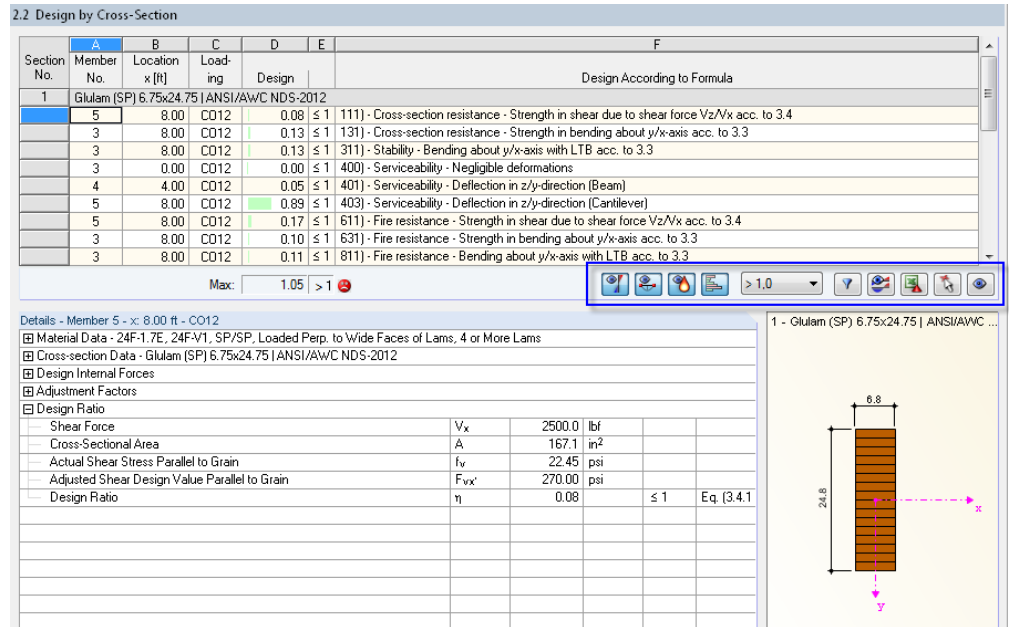 2.2 Design by Cross-Section
A B C D E F
Section Member Location Load-
No. No. x [ft] ing Design Design According to Formula
1 Glulam (SP) 6.75x24.75 | ANSI/AWC NDS-2012
5 8.00 CO12 0.08 ≤ 1 111) - Cross-section resistance - Strength in shear due to shear force Vz/Vx acc. to 3.4
3 8.00 CO12 0.13 ≤ 1 131) - Cross-section resistance - Strength in bending about y/x-axis acc. to 3.3
3 8.00 CO12 0.13 ≤ 1 311) - Stability - Bending about y/x-axis with LTB acc. to 3.3
3 0.00 CO12 0.00 ≤ 1 400) - Serviceability - Negligible deformations
4 4.00 CO12 0.05 ≤ 1 401) - Serviceability - Deflection in z/y-direction (Beam)
5 8.00 CO12 0.89 ≤ 1 403) - Serviceability - Deflection in z/y-direction (Cantilever)
5 8.00 CO12 0.17 ≤ 1 611) - Fire resistance - Strength in shear due to shear force Vz/Vx acc. to 3.4
3 8.00 CO12 0.10 ≤ 1 631) - Fire resistance - Strength in bending about y/x-axis acc. to 3.3
3 8.00 CO12 0.11 ≤ 1 811) - Fire resistance - Bending about y/x-axis with LTB acc. to 3.3
Max: 1.05 > 1 > 1,0
Details - Member 5 - x: 8.00 ft - CO12
Material Data - 24F-1.7E, 24F-V1, SP/SP, Loaded Perp. to Wide Faces of Lams, 4 or More Lams
Cross-section Data - Glulam (SP) 6.75x24.75 | ANSI/AWC NDS-2012
Design Internal Forces
Adjustment Factors
Design Ratio
Shear Force Vx 2500.0 lbf
Cross-Sectional Area A 167.1 in²
Actual Shear Stress Parallel to Grain fv 22.45 psi
Adjusted Shear Design Value Parallel to Grain Fvx' 270.00 psi
Design Ratio η 0.08 ≤ 1 Eq. (3.4.1
1 - Glulam (SP) 6.75x24.75 | ANSI/AWC ...
6.8
24.8
x
y